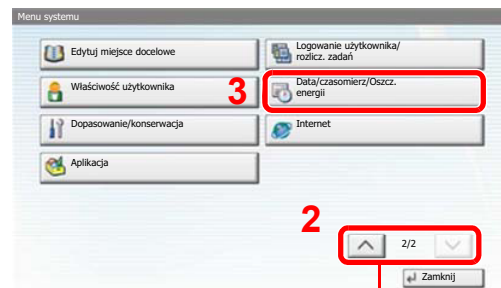 Menu systemu
Edytuj miejsce docelowe
Logowanie użytkownika/
rozlicz. zadań
Właściwość użytkownika
3
Data/czasomierz/Oszcz.
energii
Dopasowanie/konserwacja
Internet
Aplikacja
2
2/2
Zamknij